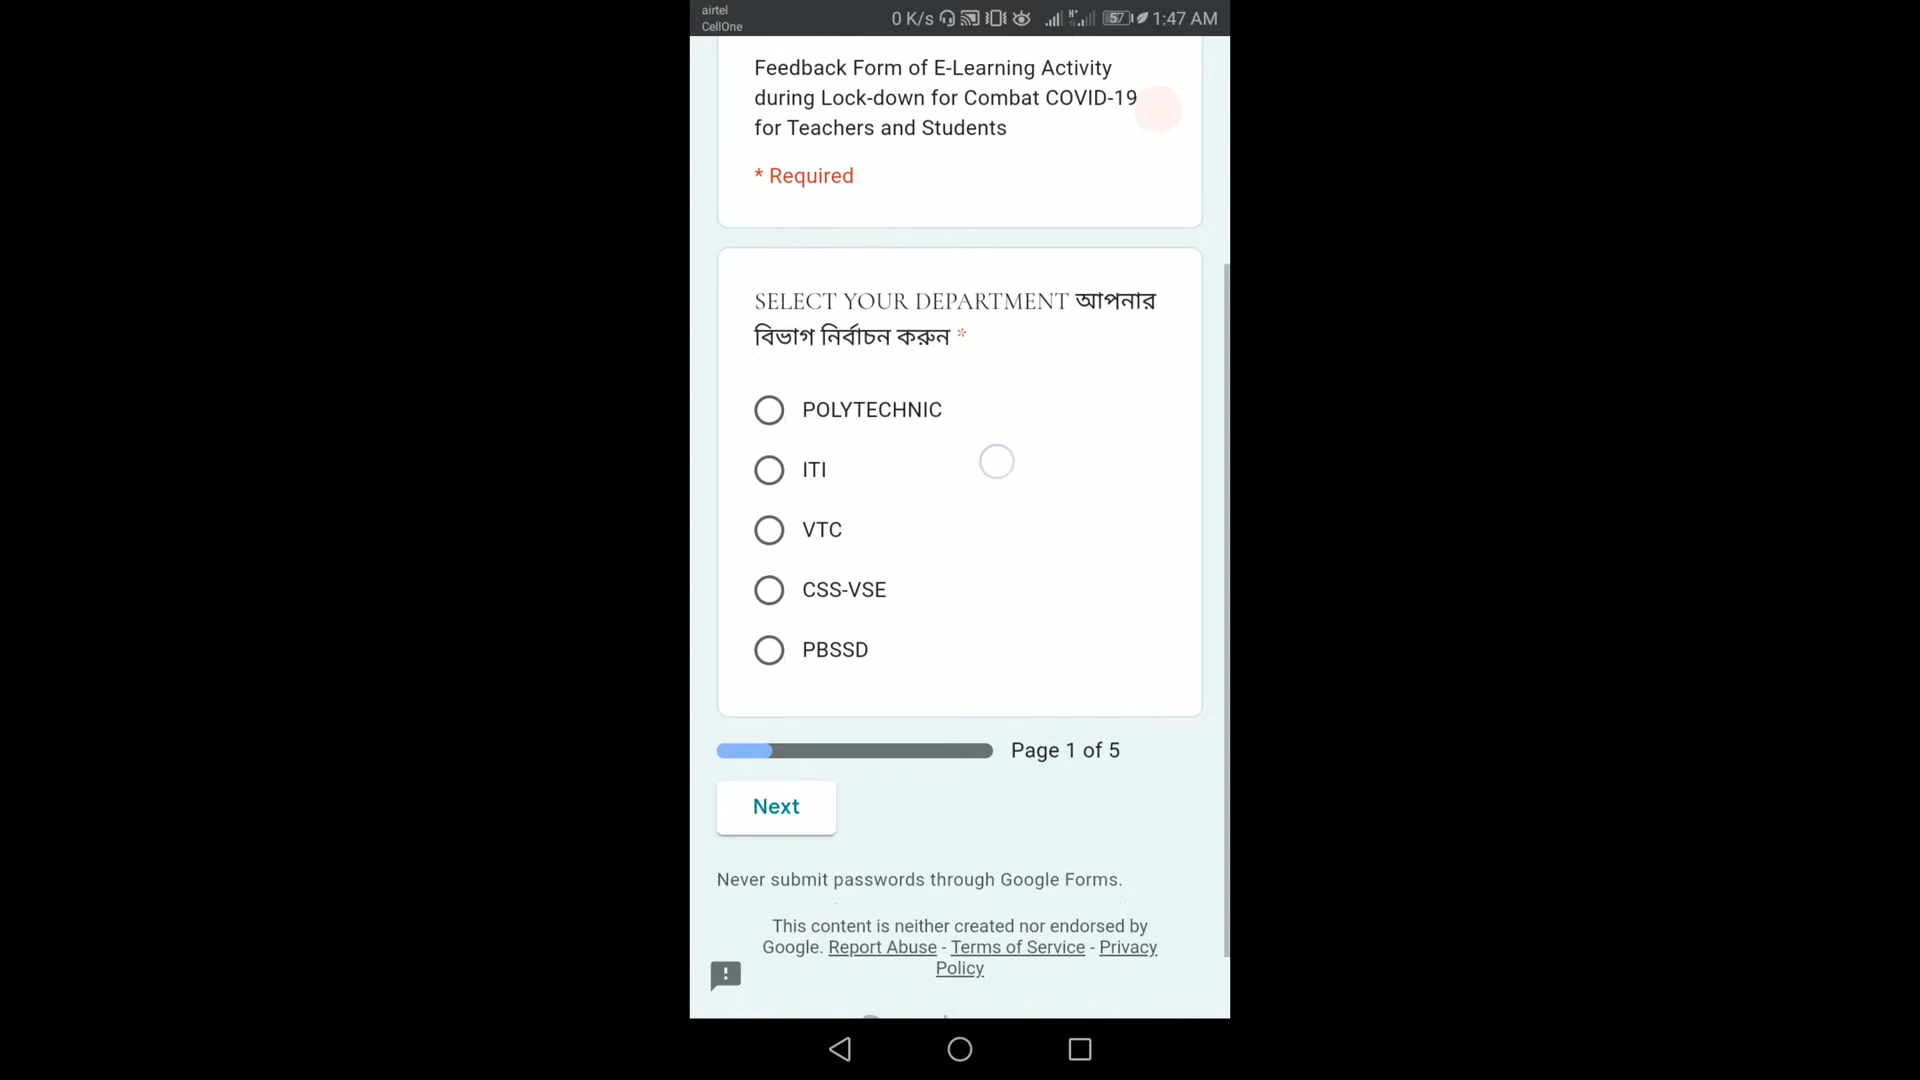 airtel
CellOne
0 K/s 57 1:47 AM
Feedback Form of E-Learning Activity
during Lock-down for Combat COVID-19
for Teachers and Students
* Required
SELECT YOUR DEPARTMENT আপনার
বিভাগ নির্বাচন করুন *
POLYTECHNIC
ITI
VTC
CSS-VSE
PBSSD
Page 1 of 5
Next
Never submit passwords through Google Forms.
This content is neither created nor endorsed by
Google. Report Abuse - Terms of Service - Privacy
Policy